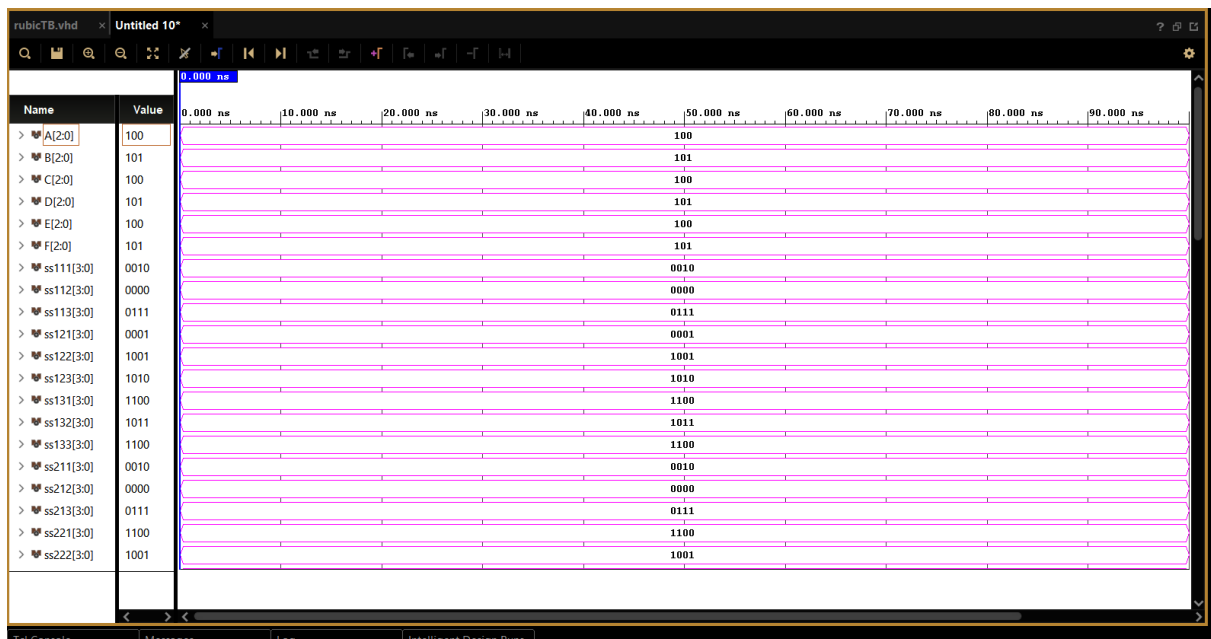 rubicTB.vhd × Untitled 10* ×
0.000 ns
Name Value 0.000 ns 10.000 ns 20.000 ns 30.000 ns 40.000 ns 50.000 ns 60.000 ns 70.000 ns 80.000 ns 90.000 ns
A[2:0] 100 100
B[2:0] 101 101
C[2:0] 100 100
D[2:0] 101 101
E[2:0] 100 100
F[2:0] 101 101
ss111[3:0] 0010 0010
ss112[3:0] 0000 0000
ss113[3:0] 0111 0111
ss121[3:0] 0001 0001
ss122[3:0] 1001 1001
ss123[3:0] 1010 1010
ss131[3:0] 1100 1100
ss132[3:0] 1011 1011
ss133[3:0] 1100 1100
ss211[3:0] 0010 0010
ss212[3:0] 0000 0000
ss213[3:0] 0111 0111
ss221[3:0] 1100 1100
ss222[3:0] 1001 1001
Tcl Console Messages Log Intelligent Design Runs